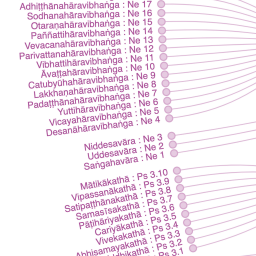 Adhiṭṭhānahāravibhaṅga : Ne 17
Sodhanahāravibhaṅga : Ne 16
Otaraṇahāravibhaṅga : Ne 15
Paññattihāravibhaṅga : Ne 14
Vevacanahāravibhaṅga : Ne 13
Parivattanahāravibhaṅga : Ne 12
Vibhattihāravibhaṅga : Ne 11
Āvaṭṭahāravibhaṅga : Ne 10
Catubyūhahāravibhaṅga : Ne 9
Lakkhaṇahāravibhaṅga : Ne 8
Padaṭṭhānahāravibhaṅga : Ne 7
Yuttihāravibhaṅga : Ne 6
Vicayahāravibhaṅga : Ne 5
Desanāhāravibhaṅga : Ne 4
Niddesavāra : Ne 3
Uddesavāra : Ne 2
Saṅgahavāra : Ne 1
Mātikākathā : Ps 3.10
Vipassanākathā : Ps 3.9
Satipaṭṭhānakathā : Ps 3.8
Samasīsakathā : Ps 3.7
Pāṭihāriyakathā : Ps 3.6
Cariyākathā : Ps 3.5
Vivekakathā : Ps 3.4
Abhisamayakathā : Ps 3.3
: Ps 3.2
: Ps 3.1